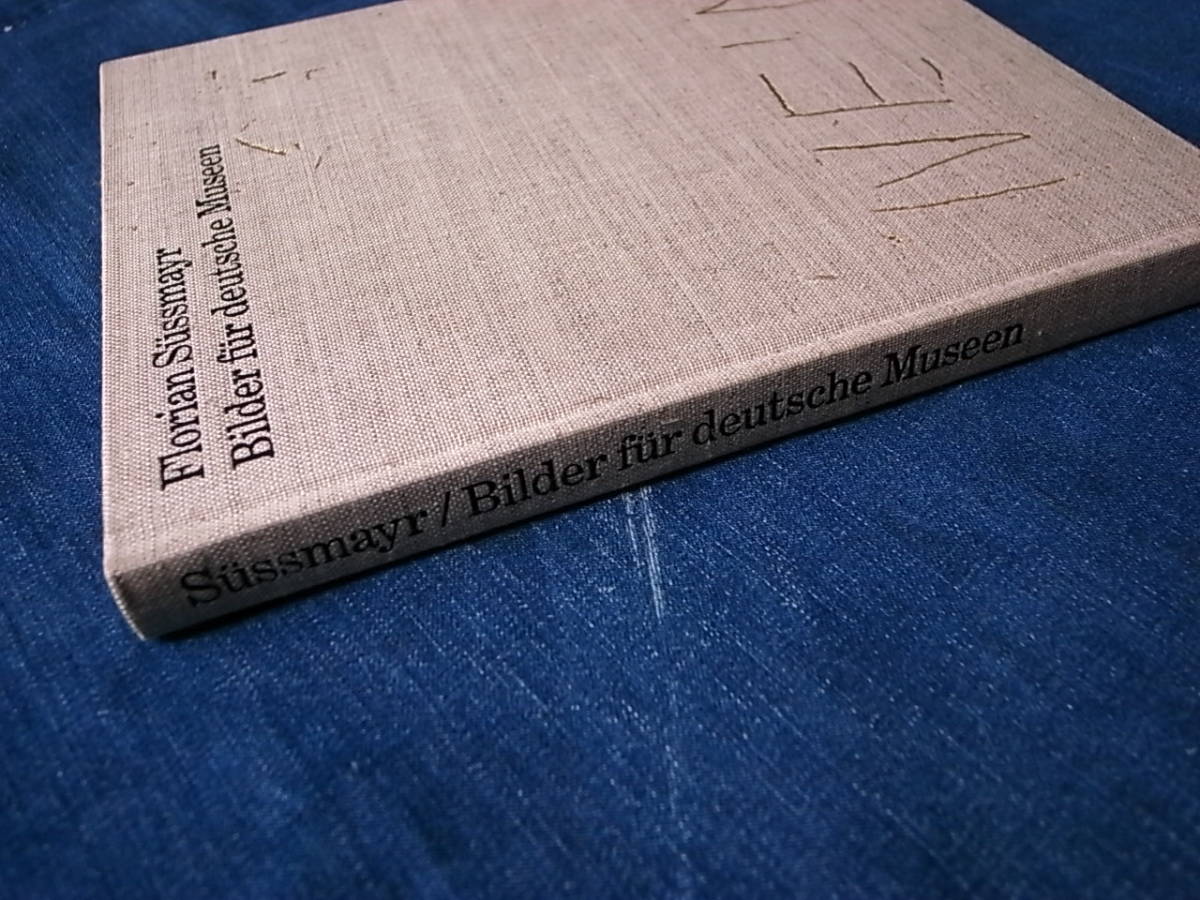 Florian Süssmayr
Bilder für deutsche Museen
Süssmayr / Bilder für deutsche Museen